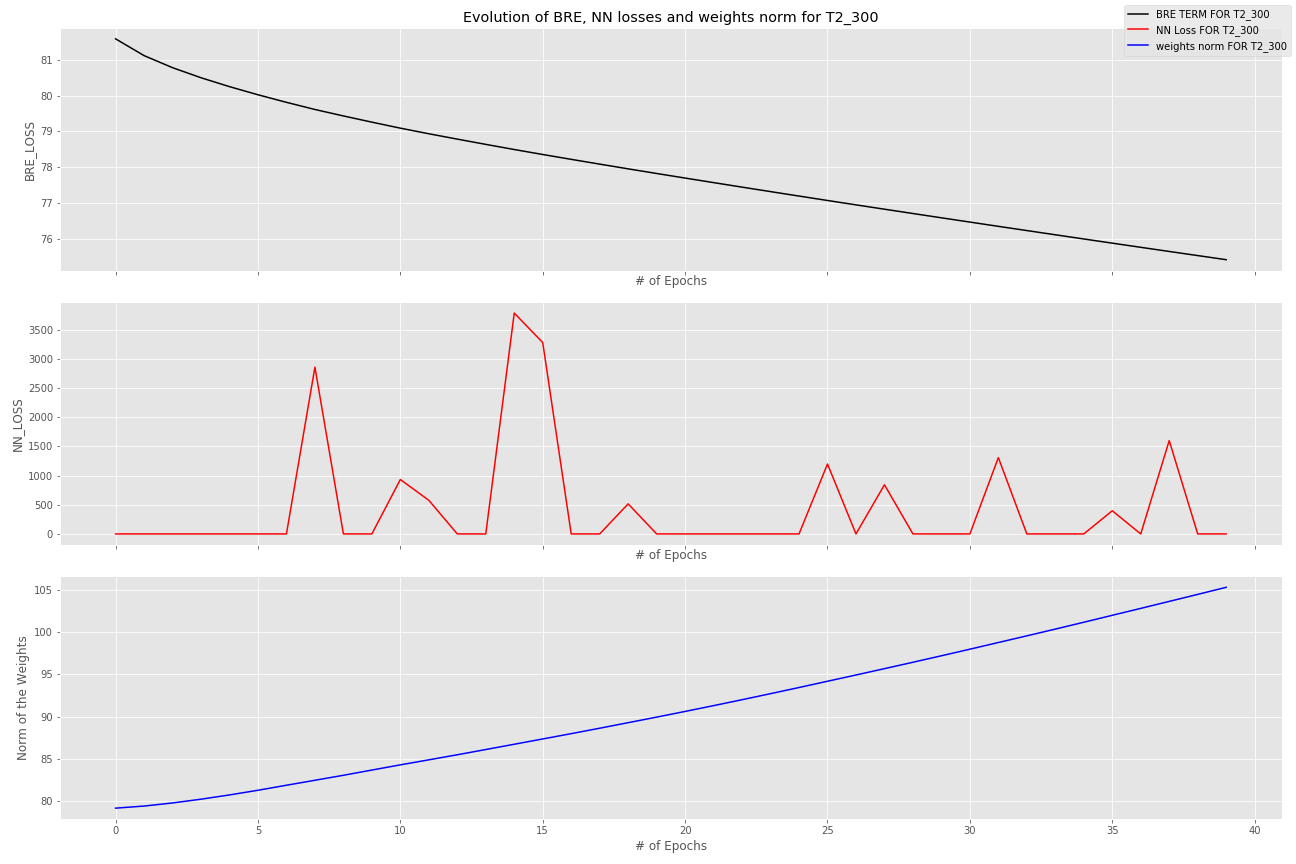 Evolution of BRE, NN losses and weights norm for T2_300
BRE TERM FOR T2_300
NN Loss FOR T2_300
weights norm FOR T2_300
BRE_LOSS
81
80
79
78
77
76
# of Epochs
NN_LOSS
3500
3000
2500
2000
1500
1000
500
0
# of Epochs
Norm of the Weights
105
100
95
90
85
80
0 5 10 15 20 25 30 35 40
# of Epochs